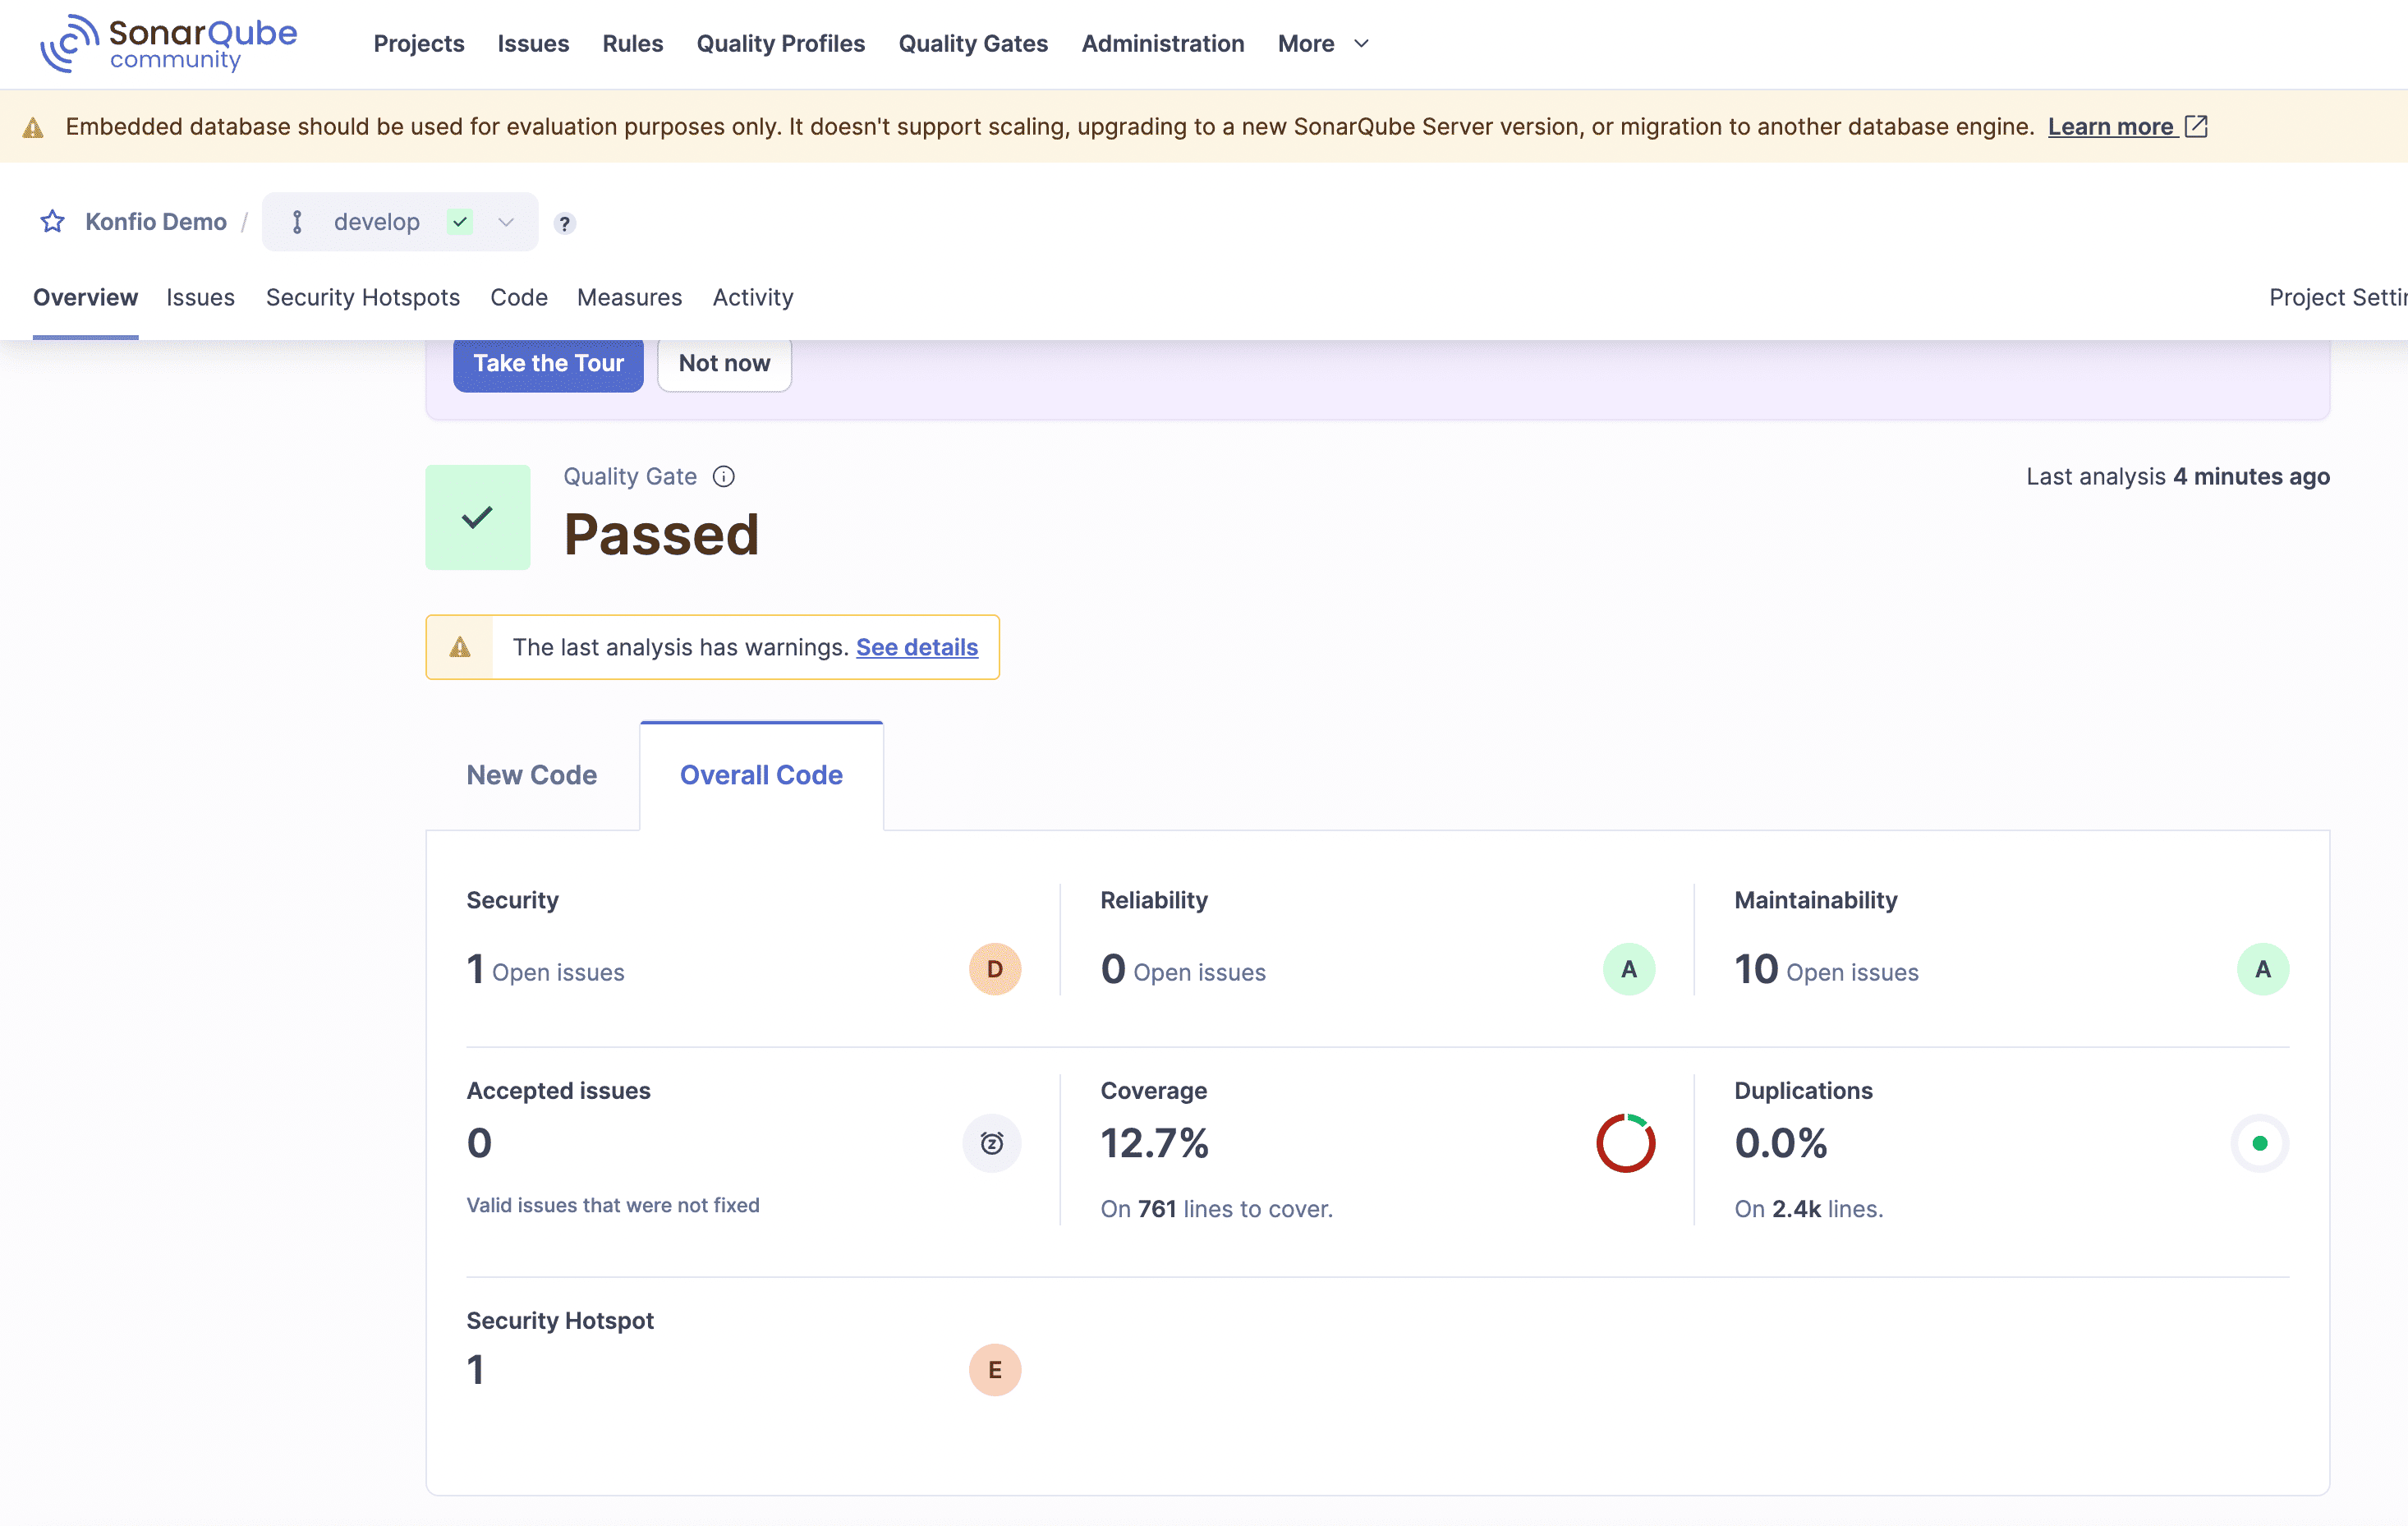 SonarQube
community
Projects Issues Rules Quality Profiles Quality Gates Administration More
Embedded database should be used for evaluation purposes only. It doesn't support scaling, upgrading to a new SonarQube Server version, or migration to another database engine. Learn more
Konfio Demo / develop ?
Overview Issues Security Hotspots Code Measures Activity Project Settin
Take the Tour Not now
Quality Gate
Last analysis 4 minutes ago
Passed
The last analysis has warnings. See details
New Code Overall Code
Security Reliability Maintainability
1 Open issues D 0 Open issues A 10 Open issues A
Accepted issues Coverage Duplications
0 12.7% 0.0%
Valid issues that were not fixed On 761 lines to cover. On 2.4k lines.
Security Hotspot
1 E